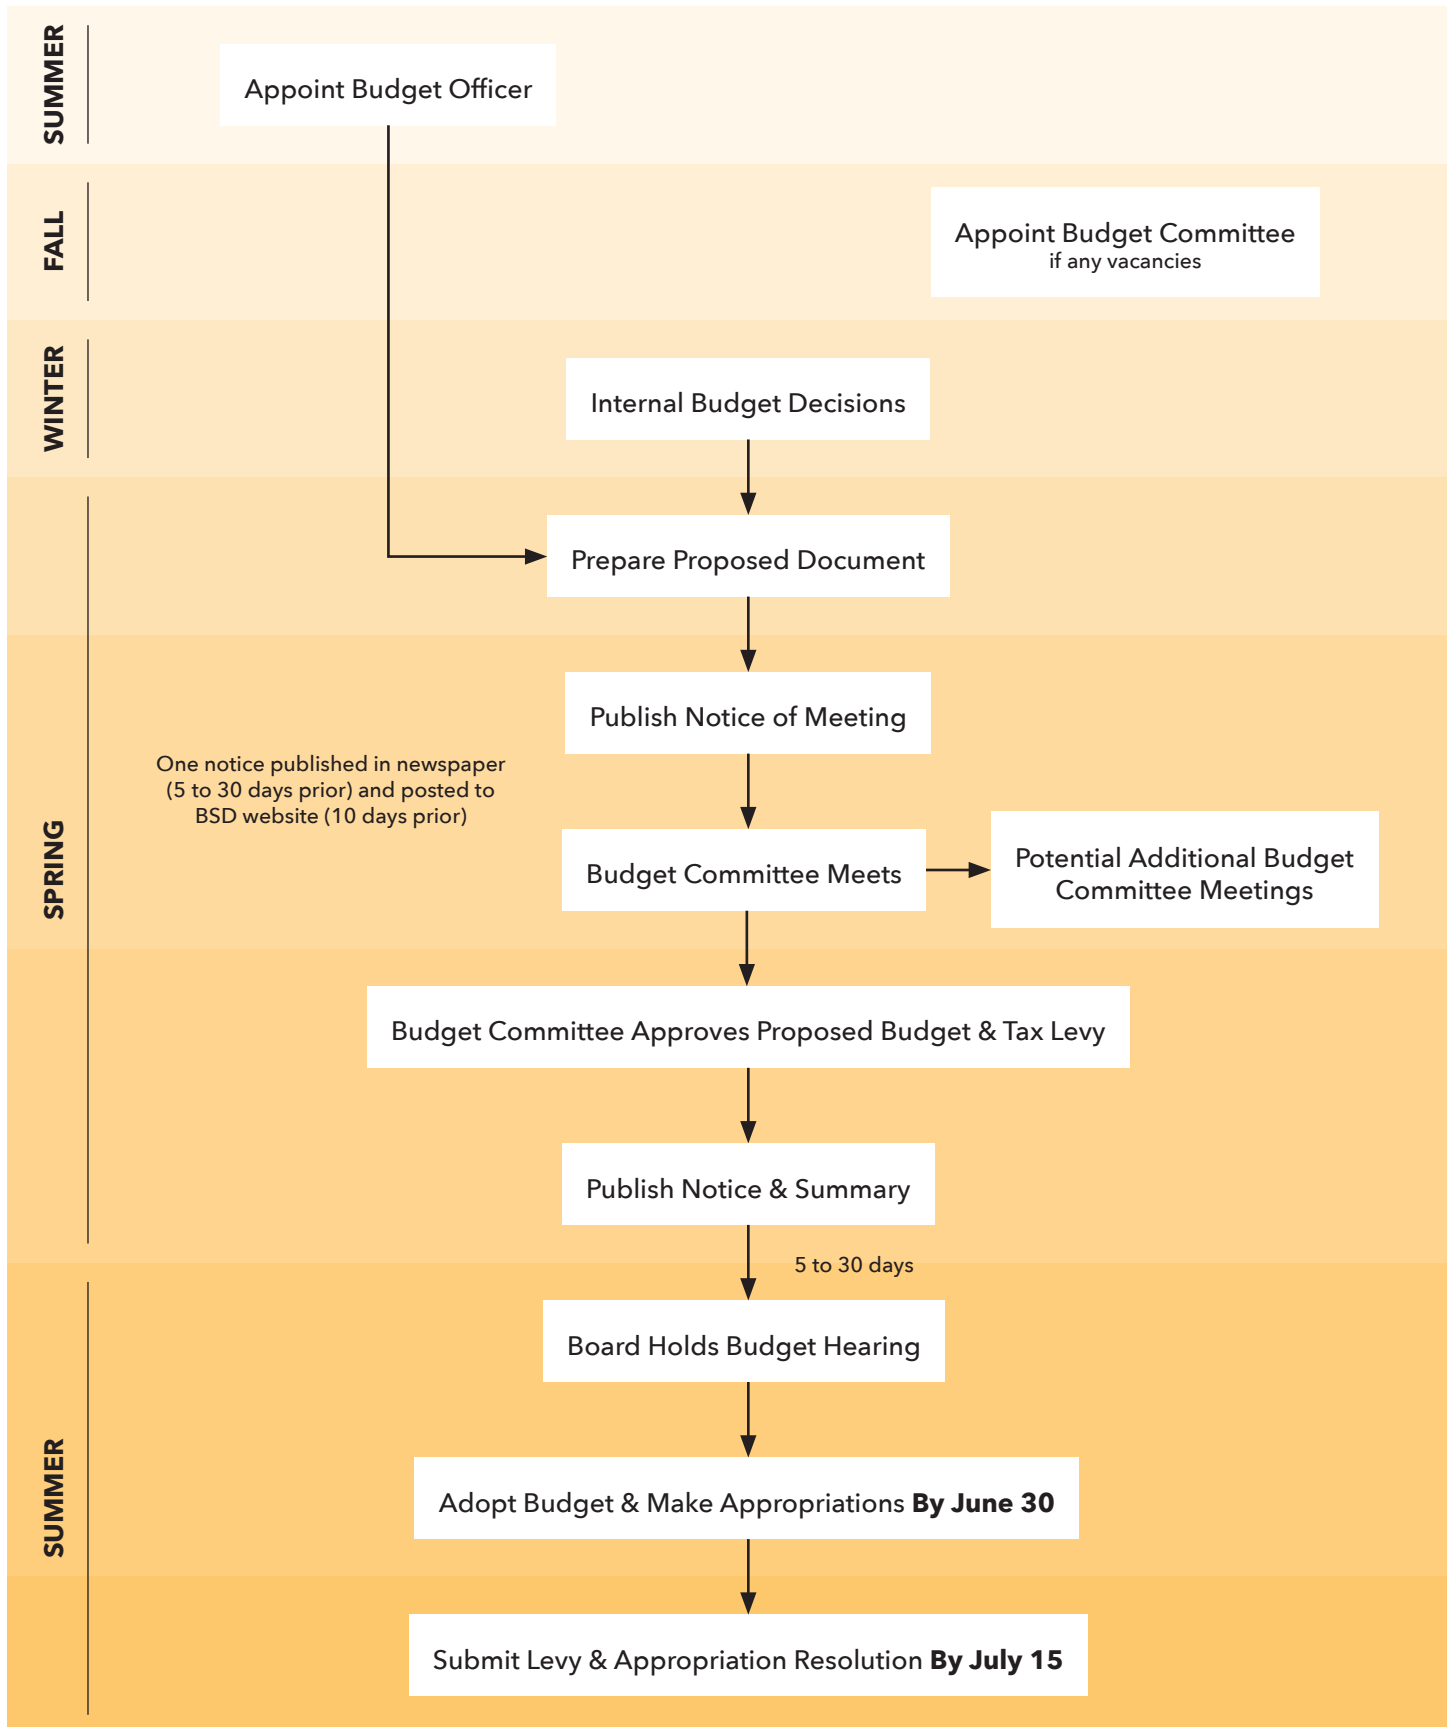 SUMMER
Appoint Budget Officer
FALL
Appoint Budget Committee
if any vacancies
WINTER
Internal Budget Decisions
SPRING
Prepare Proposed Document
Publish Notice of Meeting
One notice published in newspaper
(5 to 30 days prior) and posted to
BSD website (10 days prior)
Budget Committee Meets
Potential Additional Budget
Committee Meetings
Budget Committee Approves Proposed Budget & Tax Levy
Publish Notice & Summary
5 to 30 days
SUMMER
Board Holds Budget Hearing
Adopt Budget & Make Appropriations By June 30
Submit Levy & Appropriation Resolution By July 15